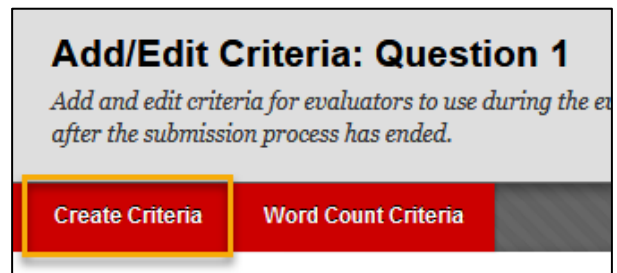 Add/Edit Criteria: Question 1
Add and edit criteria for evaluators to use during the
after the submission process has ended.
Create Criteria Word Count Criteria